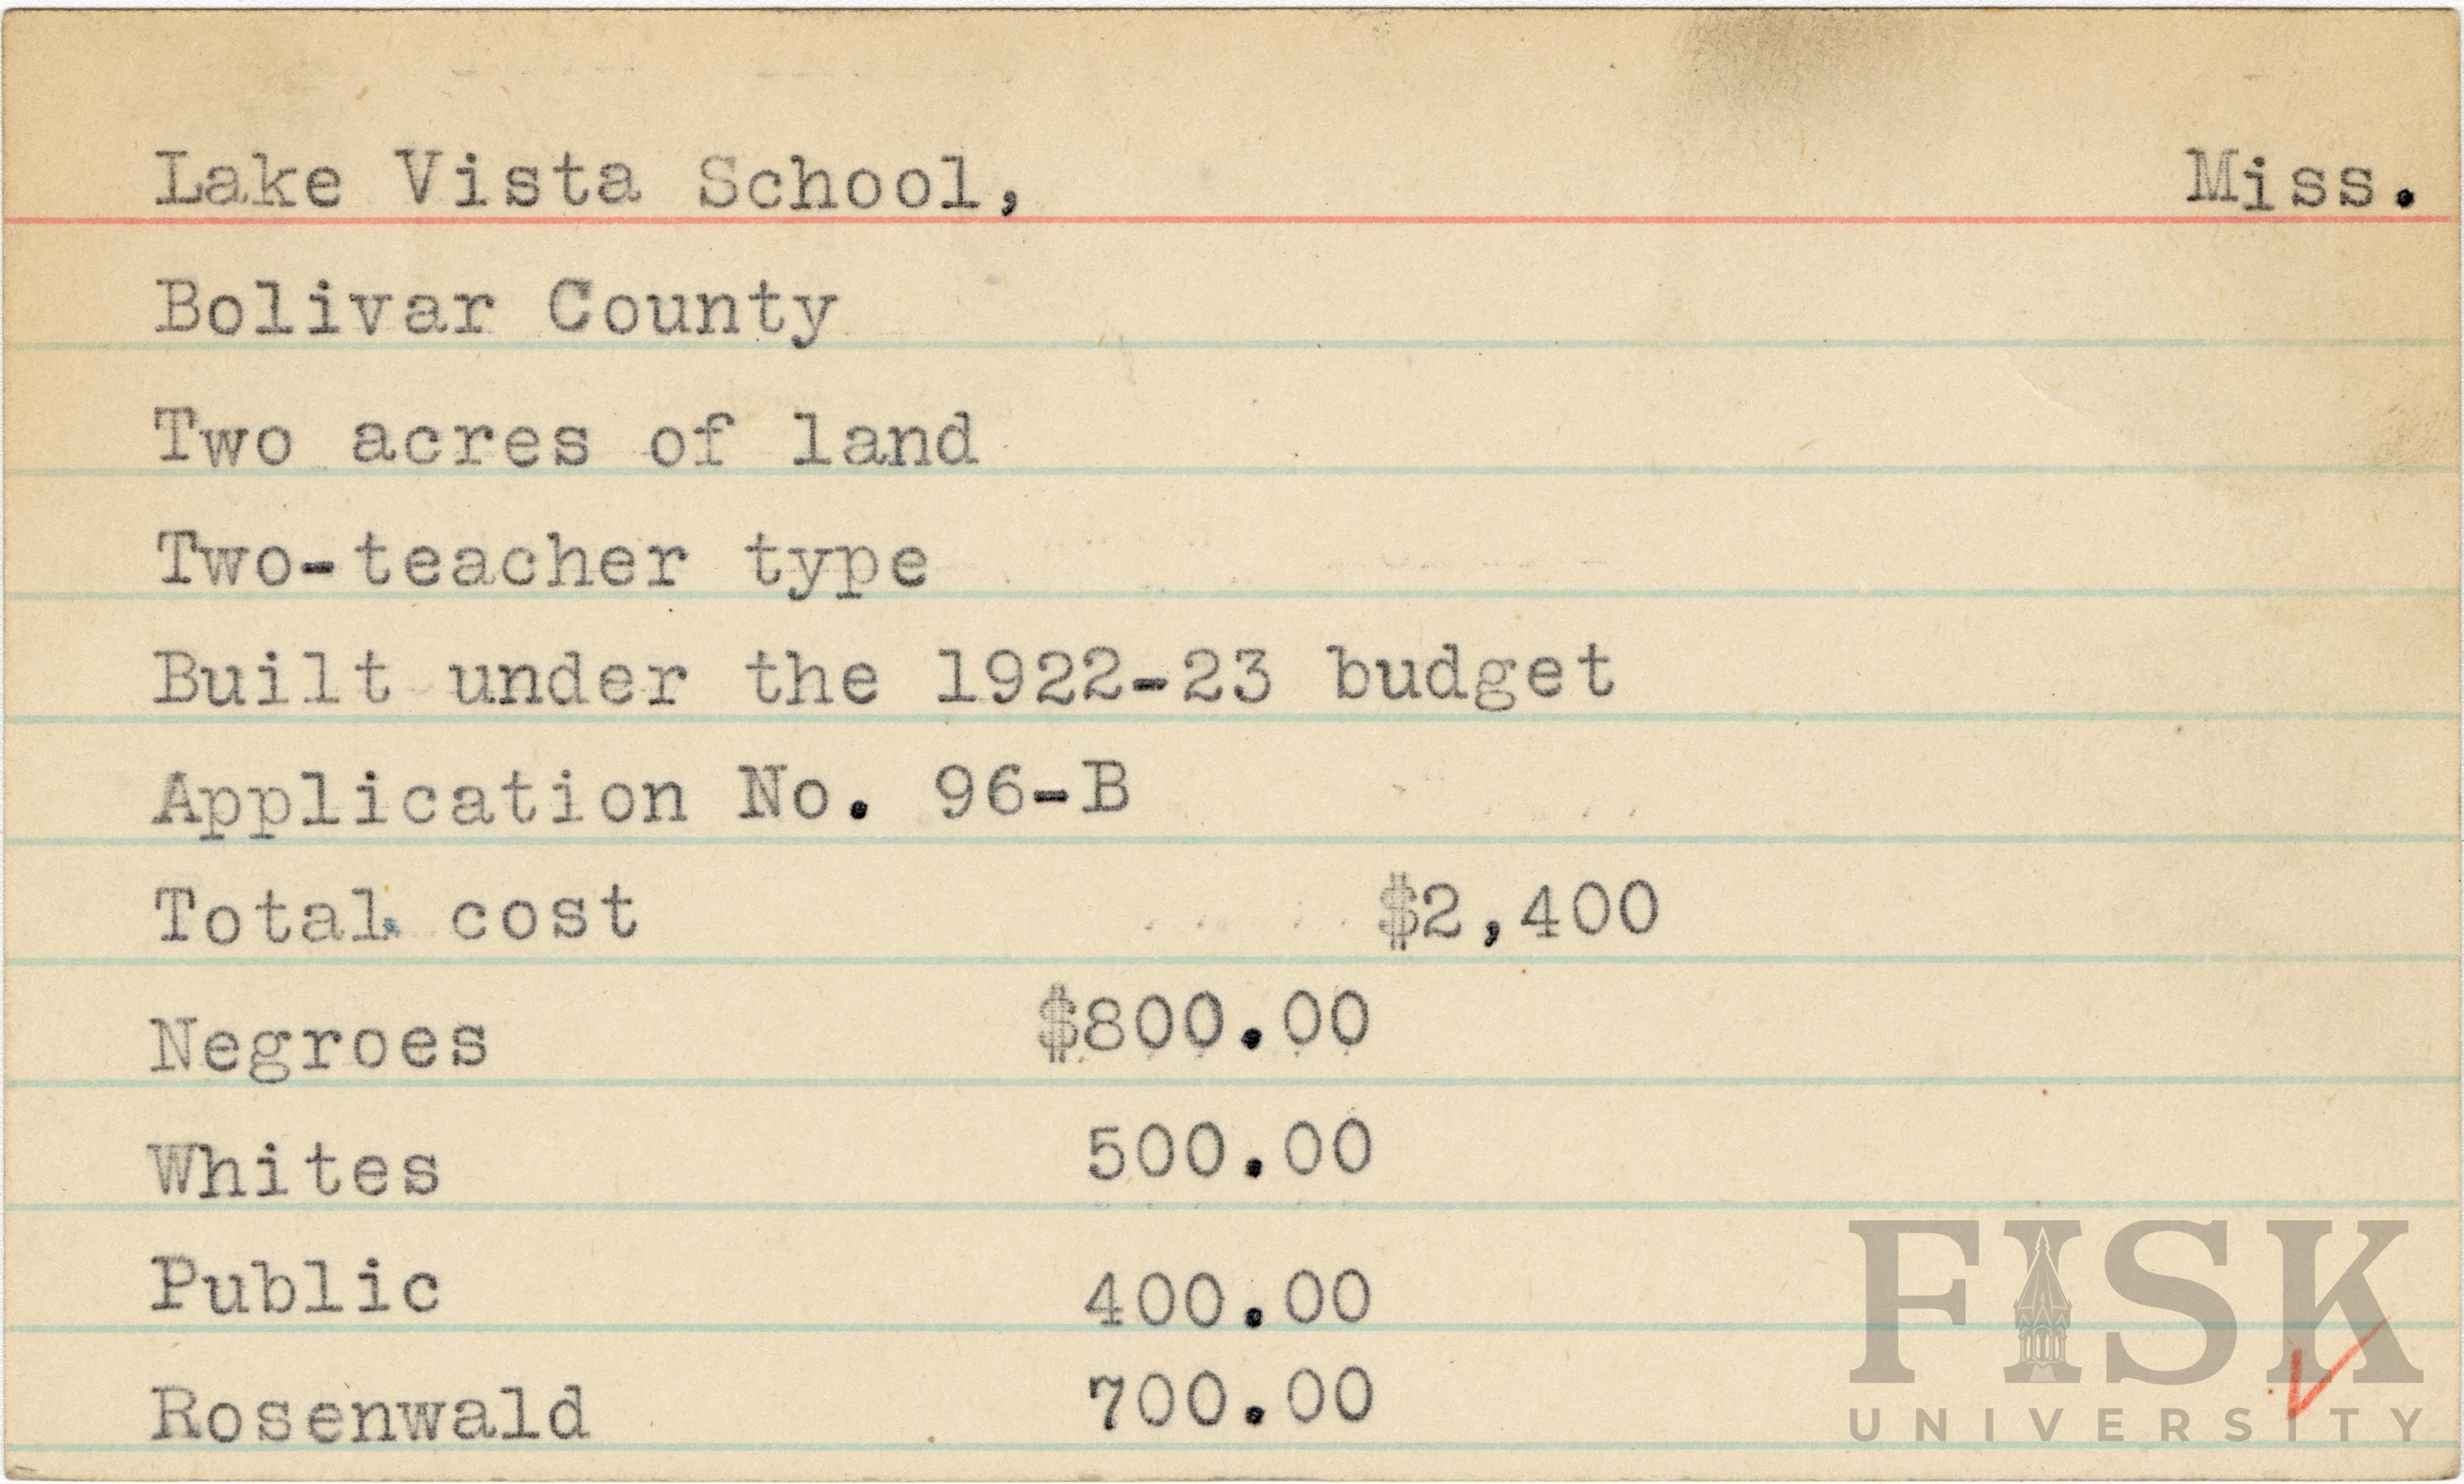 Lake Vista School, Miss.
Bolivar County
Two acres of land
Two-teacher type
Built under the 1922-23 budget
Application No. 96-B
Total cost $2,400
Negroes $800.00
Whites 500.00
Public 400.00
Rosenwald 700.00
FISK
UNIVERSITY